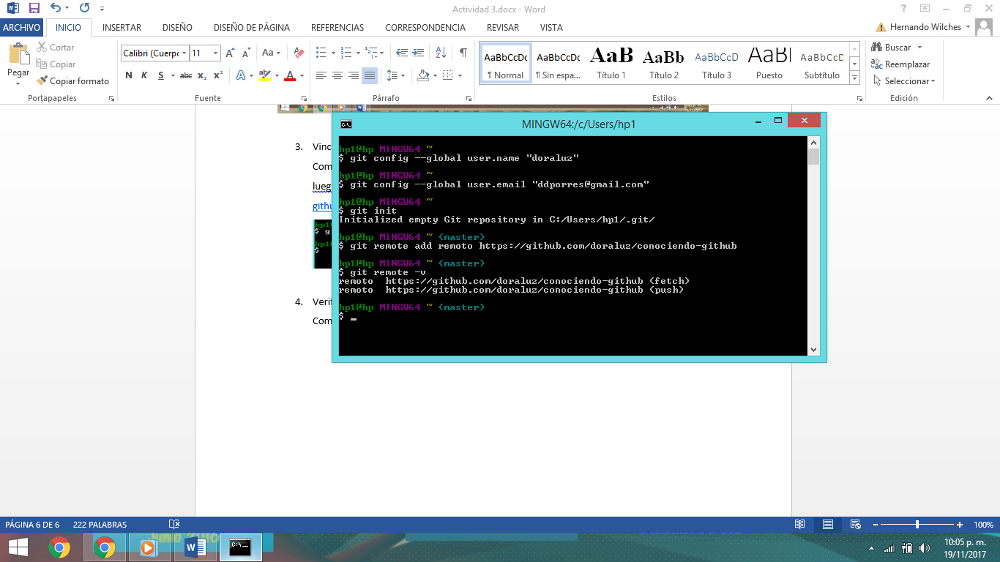 Actividad 3.docx - Word
ARCHIVO INICIO INSERTAR DISEÑO DISEÑO DE PÁGINA REFERENCIAS CORRESPONDENCIA REVISAR VISTA Hernando Wilches
Pegar
Cortar
Copiar
Copiar formato
Portapapeles
Calibri (Cuerpo 11
N K S abc x₂ x²
Fuente
Párrafo
AaBbCcDc AaBbCcDc AaB AaBb AaBbCcD AaBl AaBbCcD
¶ Normal ¶ Sin espa... Título 1 Título 2 Título 3 Puesto Subtítulo
Estilos
Buscar
Reemplazar
Seleccionar
Edición
3. Vinc
Com
lueg
githu
4. Verif
Com
MINGW64:/c/Users/hp1
hp1@hp MINGW64 ~
$ git config --global user.name "doraluz"
hp1@hp MINGW64 ~
$ git config --global user.email "ddporres@gmail.com"
hp1@hp MINGW64 ~
$ git init
Initialized empty Git repository in C:/Users/hp1/.git/
hp1@hp MINGW64 ~ (master)
$ git remote add remoto https://github.com/doraluz/conociendo-github
hp1@hp MINGW64 ~ (master)
$ git remote -v
remoto https://github.com/doraluz/conociendo-github (fetch)
remoto https://github.com/doraluz/conociendo-github (push)
hp1@hp MINGW64 ~ (master)
$
PÁGINA 6 DE 6 222 PALABRAS 100%
10:05 p. m.
19/11/2017